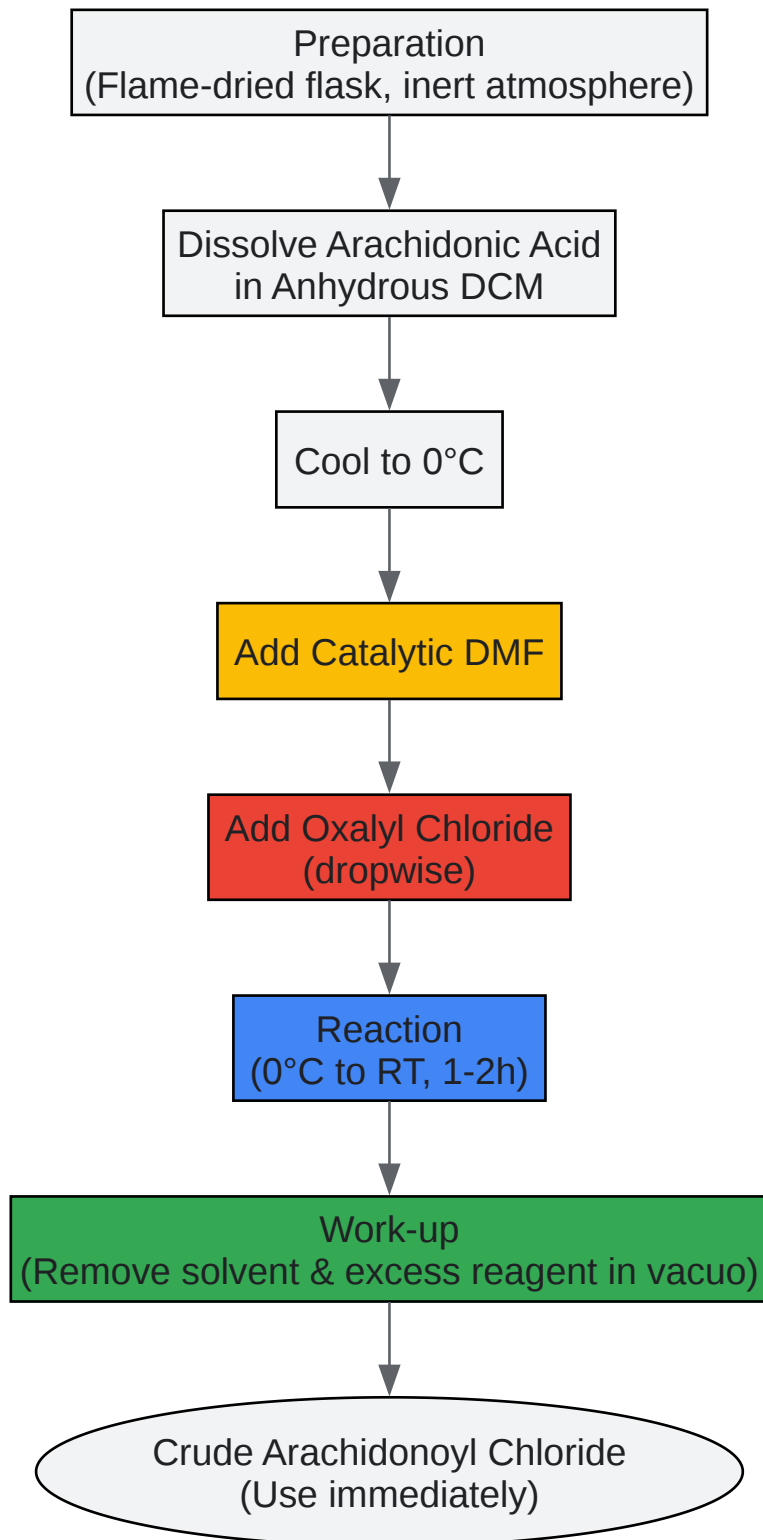 Preparation
(Flame-dried flask, inert atmosphere)
Dissolve Arachidonic Acid
in Anhydrous DCM
Cool to 0°C
Add Catalytic DMF
Add Oxalyl Chloride
(dropwise)
Reaction
(0°C to RT, 1-2h)
Work-up
(Remove solvent & excess reagent in vacuo)
Crude Arachidonoyl Chloride
(Use immediately)